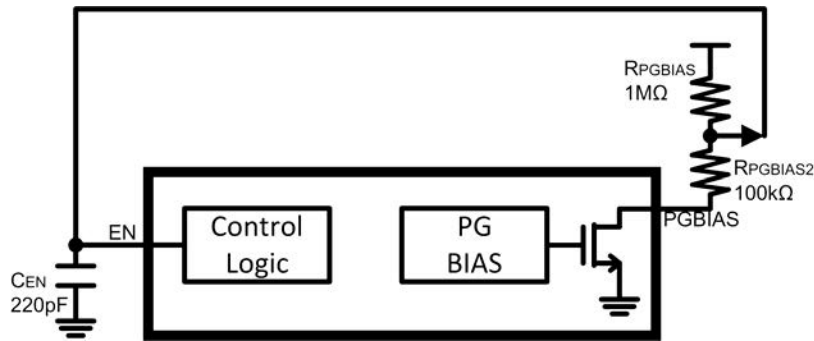 RPGBIAS
1MΩ
RPGBIAS2
100kΩ
PGBIAS
EN
Control
Logic
PG
BIAS
CEN
220pF